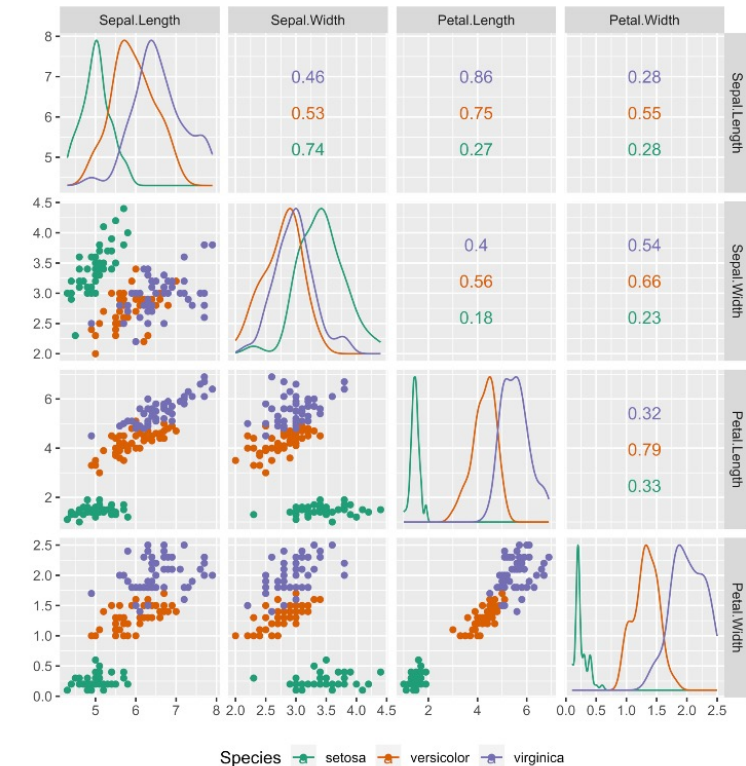 Sepal.Length Sepal.Width Petal.Length Petal.Width
8
7
6
5
0.46 0.86 0.28
0.53 0.75 0.55
0.74 0.27 0.28
Sepal.Length
4.5
4.0
3.5
3.0
2.5
2.0
0.4 0.54
0.56 0.66
0.18 0.23
Sepal.Width
6
4
2
0.32
0.79
0.33
Petal.Length
2.5
2.0
1.5
1.0
0.5
0.0
Petal.Width
5 6 7 8 2.0 2.5 3.0 3.5 4.0 4.5 2 4 6 0.0 0.5 1.0 1.5 2.0 2.5
Species setosa versicolor virginica